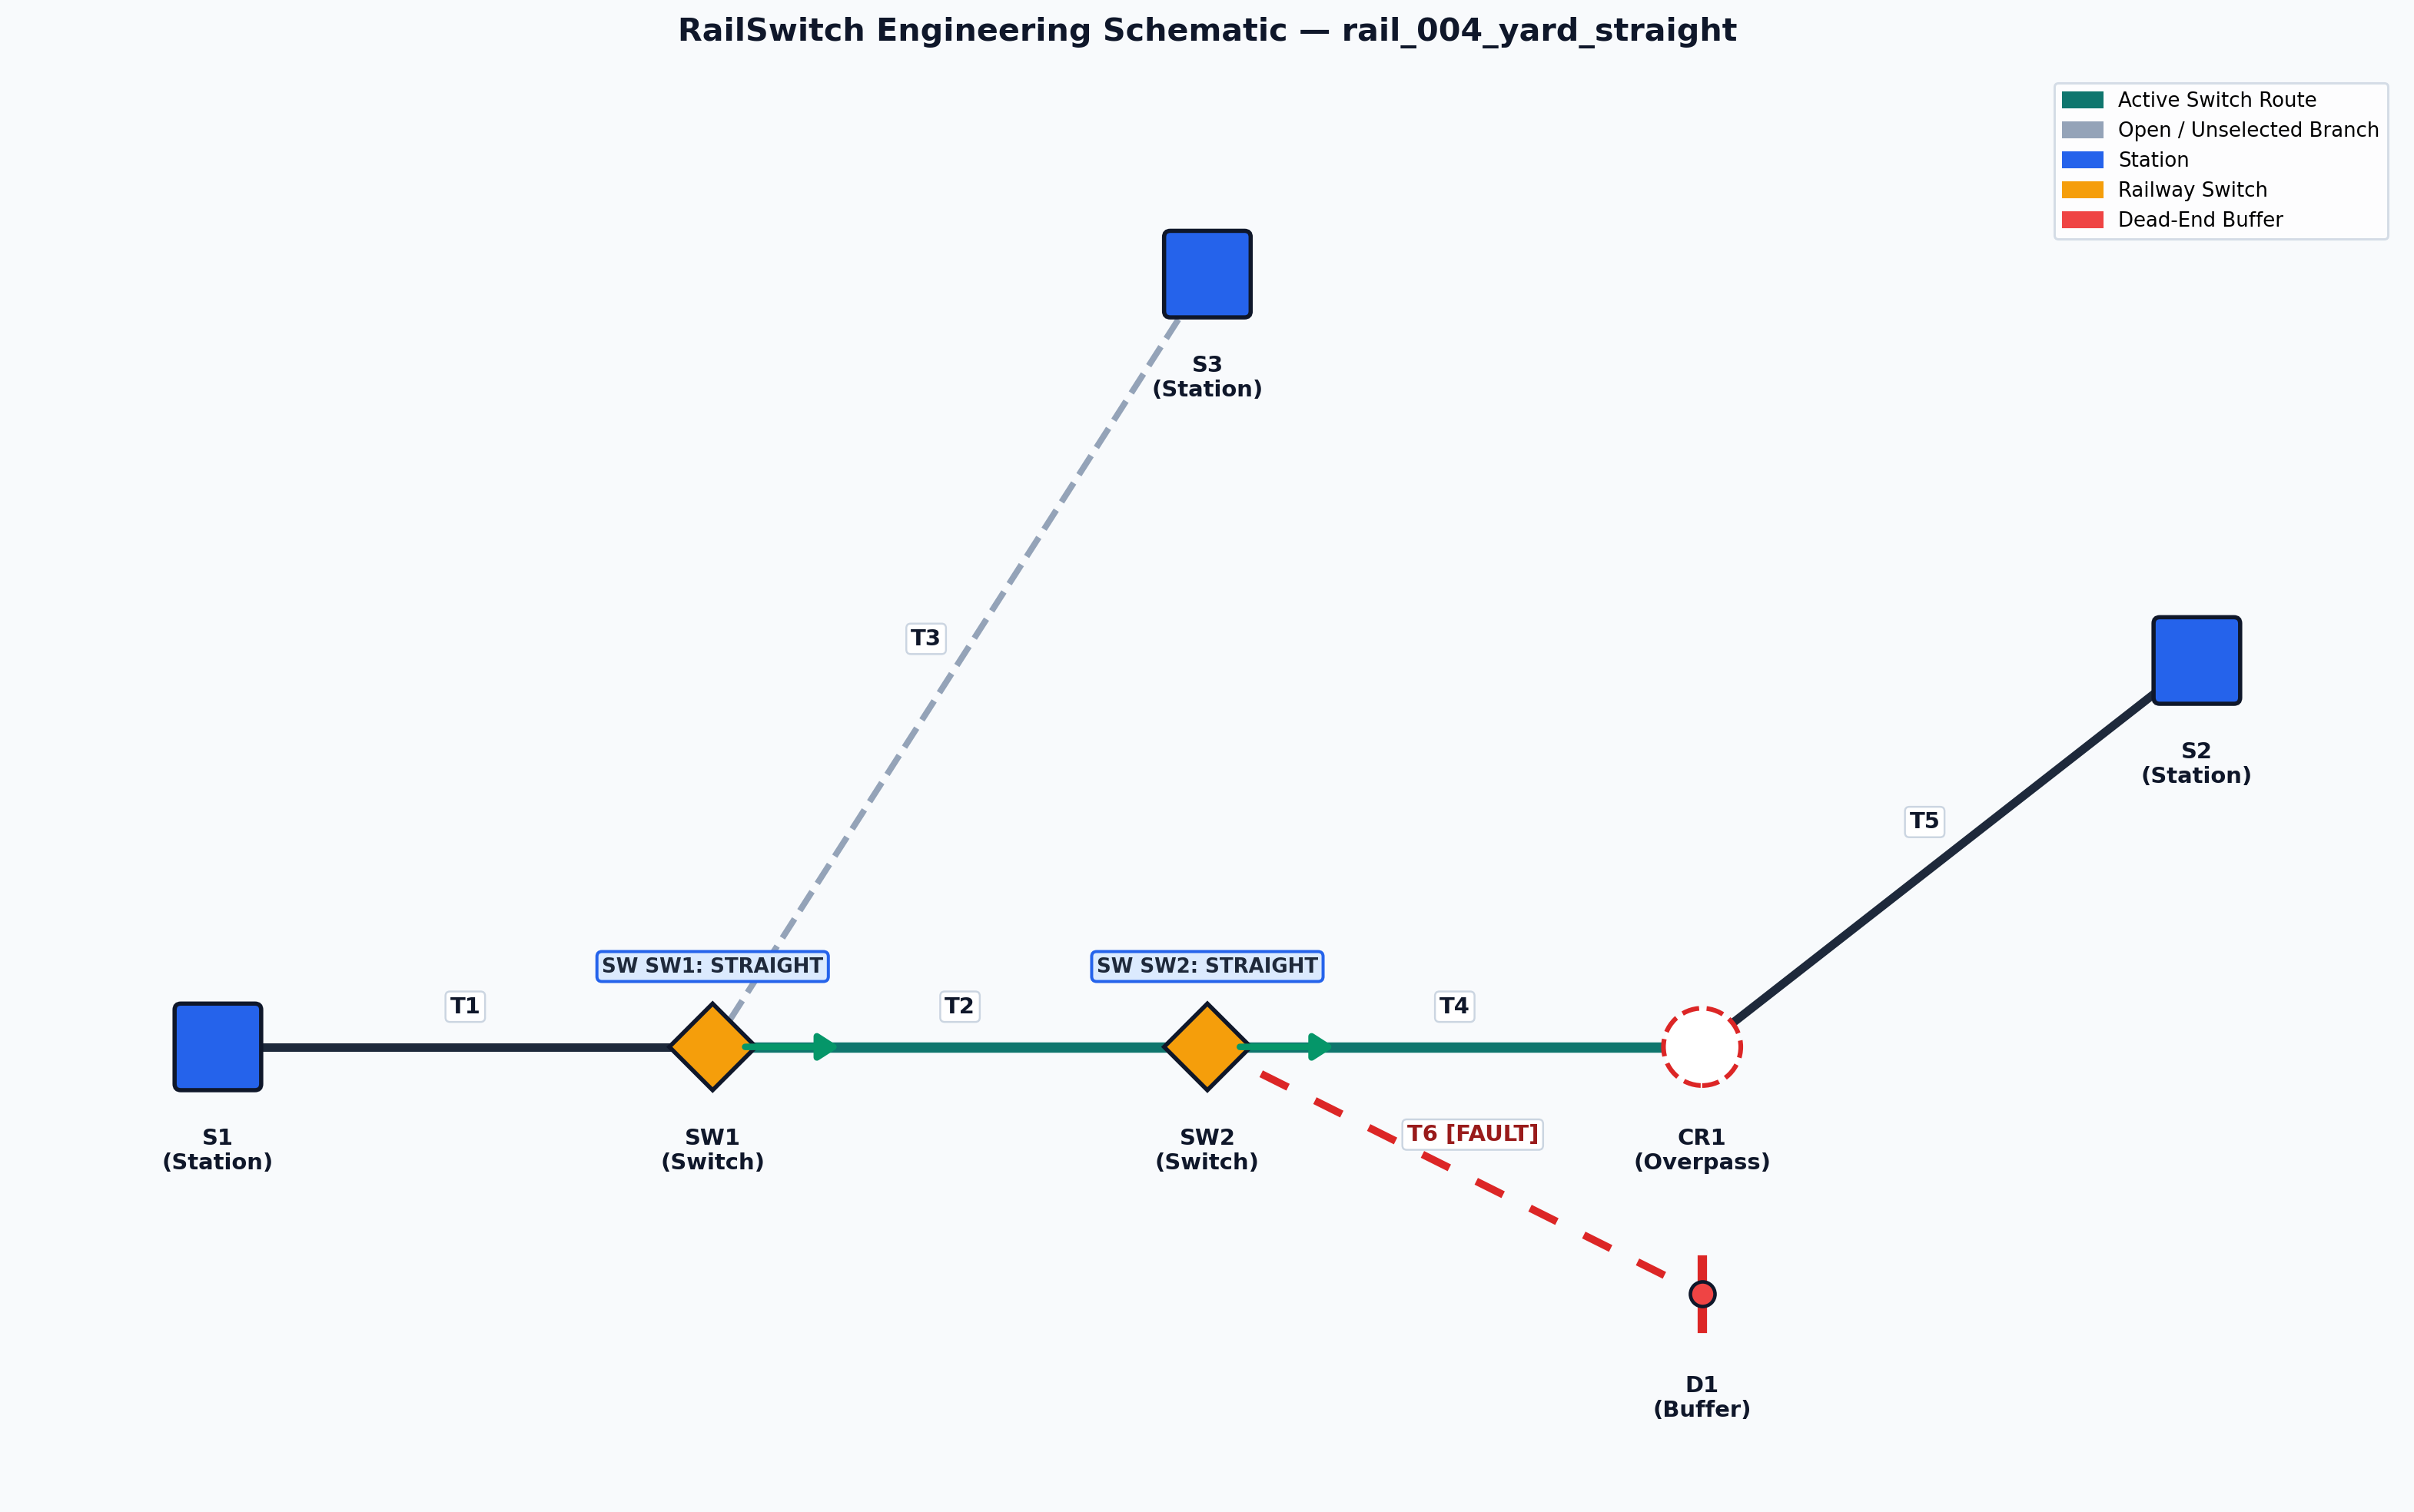 RailSwitch Engineering Schematic — rail_004_yard_straight
Active Switch Route
Open / Unselected Branch
Station
Railway Switch
Dead-End Buffer
S3
(Station)
T3
S2
(Station)
T5
SW SW1: STRAIGHT
SW SW2: STRAIGHT
T1
T2
T4
S1
(Station)
SW1
(Switch)
SW2
(Switch)
T6 [FAULT]
CR1
(Overpass)
D1
(Buffer)